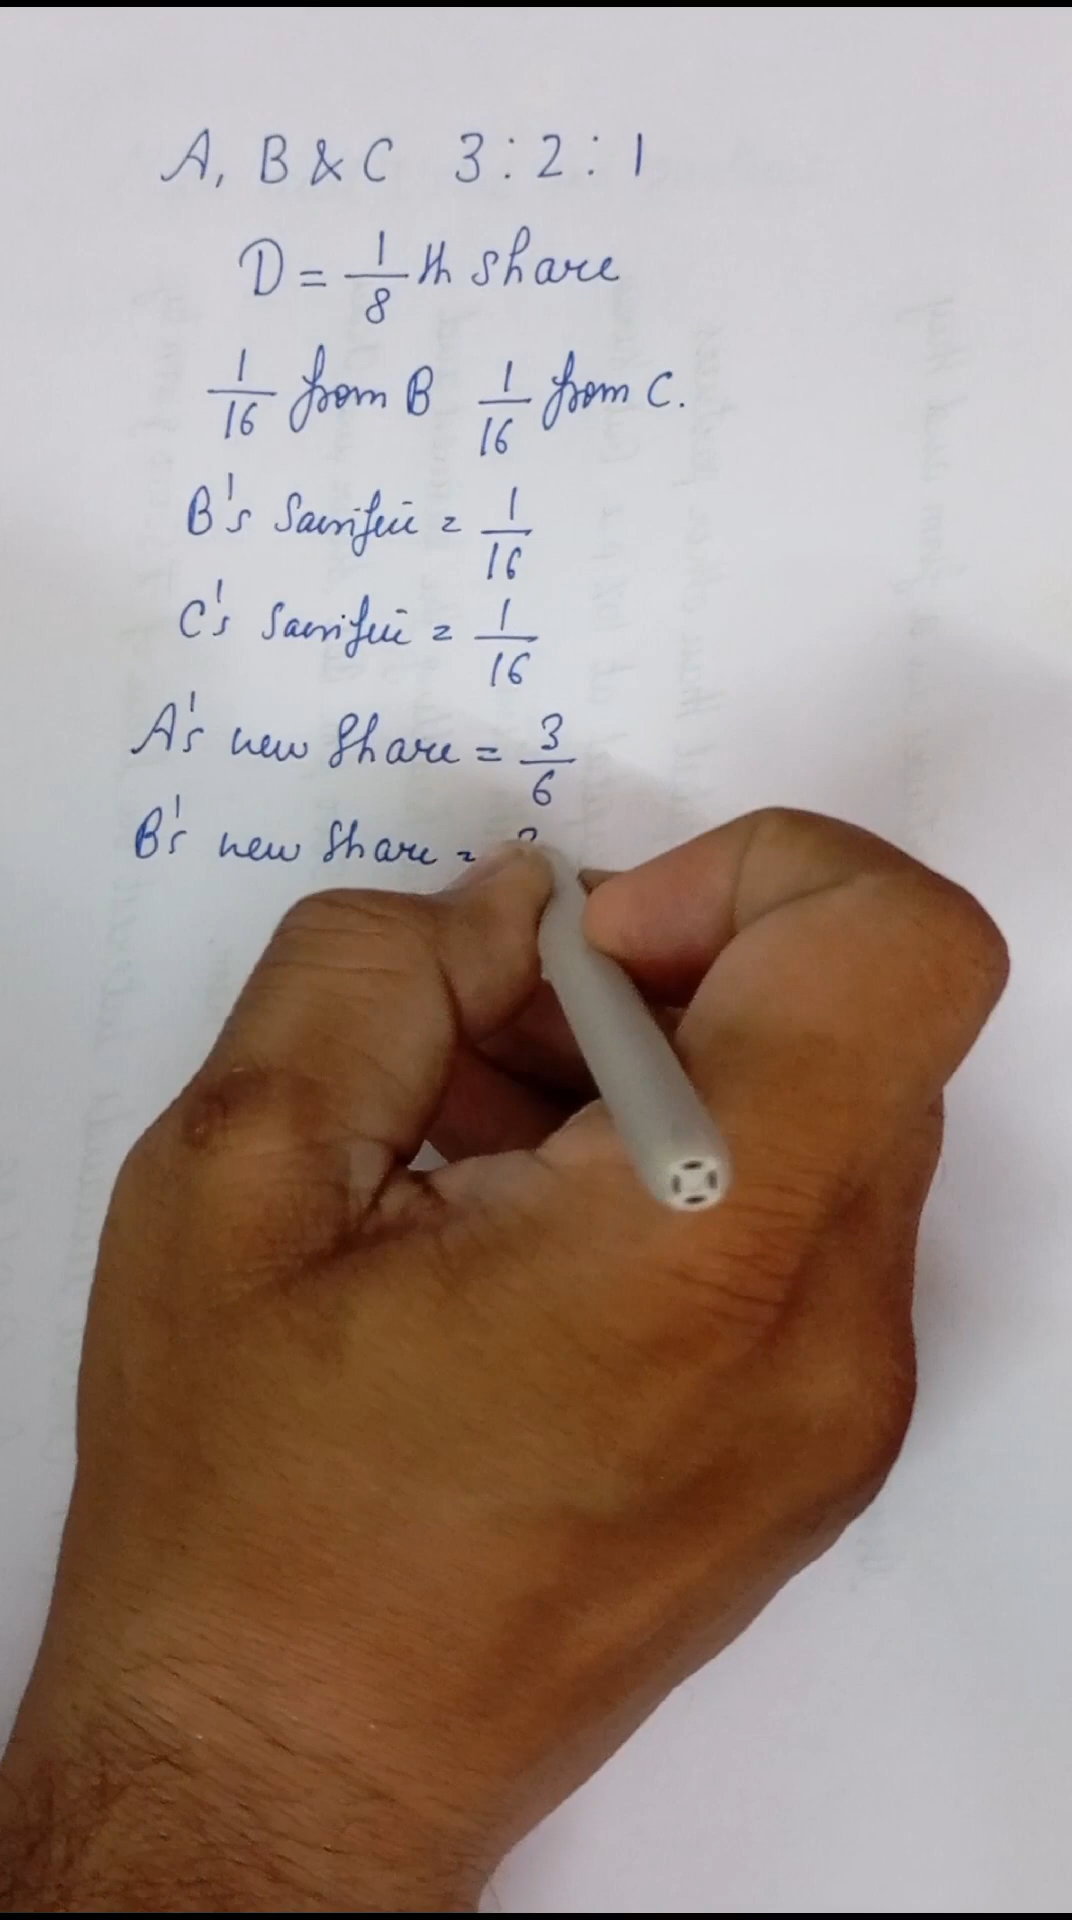 A, B & C 3 : 2 : 1
D = 1/8 th share
1/16 from B 1/16 from C.
B's Sacrifice = 1/16
C's Sacrifice = 1/16
A's new Share = 3/6
B's new Share =